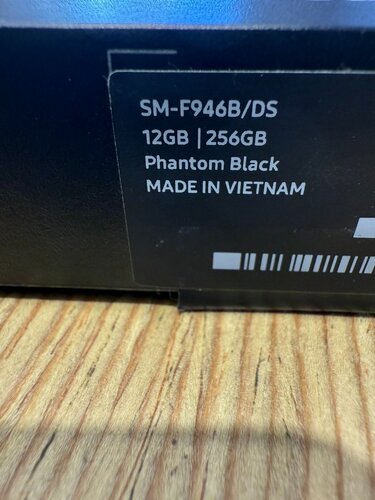 SM-F946B/DS
12GB | 256GB
Phantom Black
MADE IN VIETNAM